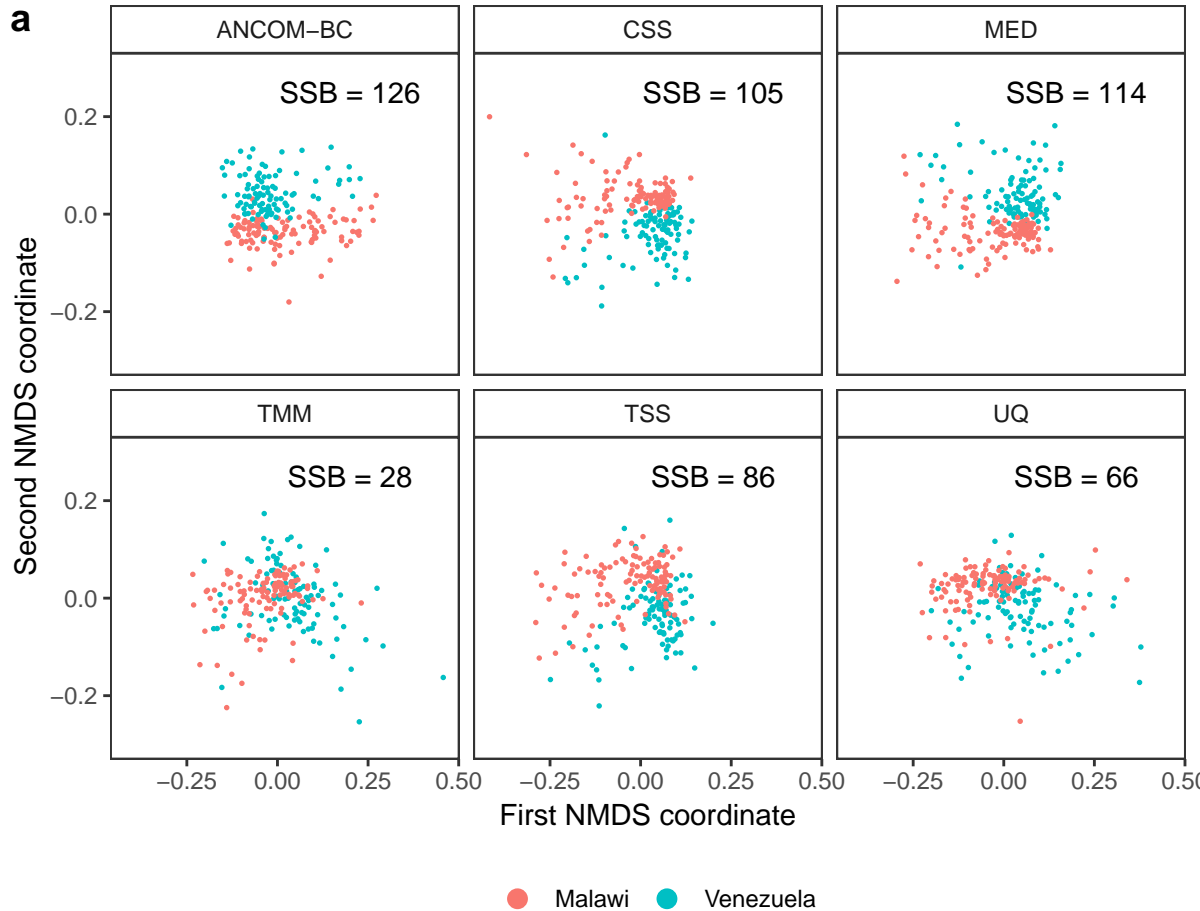 a
ANCOM−BC CSS MED
SSB = 126 SSB = 105 SSB = 114
0.2
0.0
−0.2
TMM TSS UQ
SSB = 28 SSB = 86 SSB = 66
0.2
0.0
−0.2
Second NMDS coordinate
−0.25 0.00 0.25 0.50 −0.25 0.00 0.25 0.50 −0.25 0.00 0.25 0.50
First NMDS coordinate
Malawi Venezuela